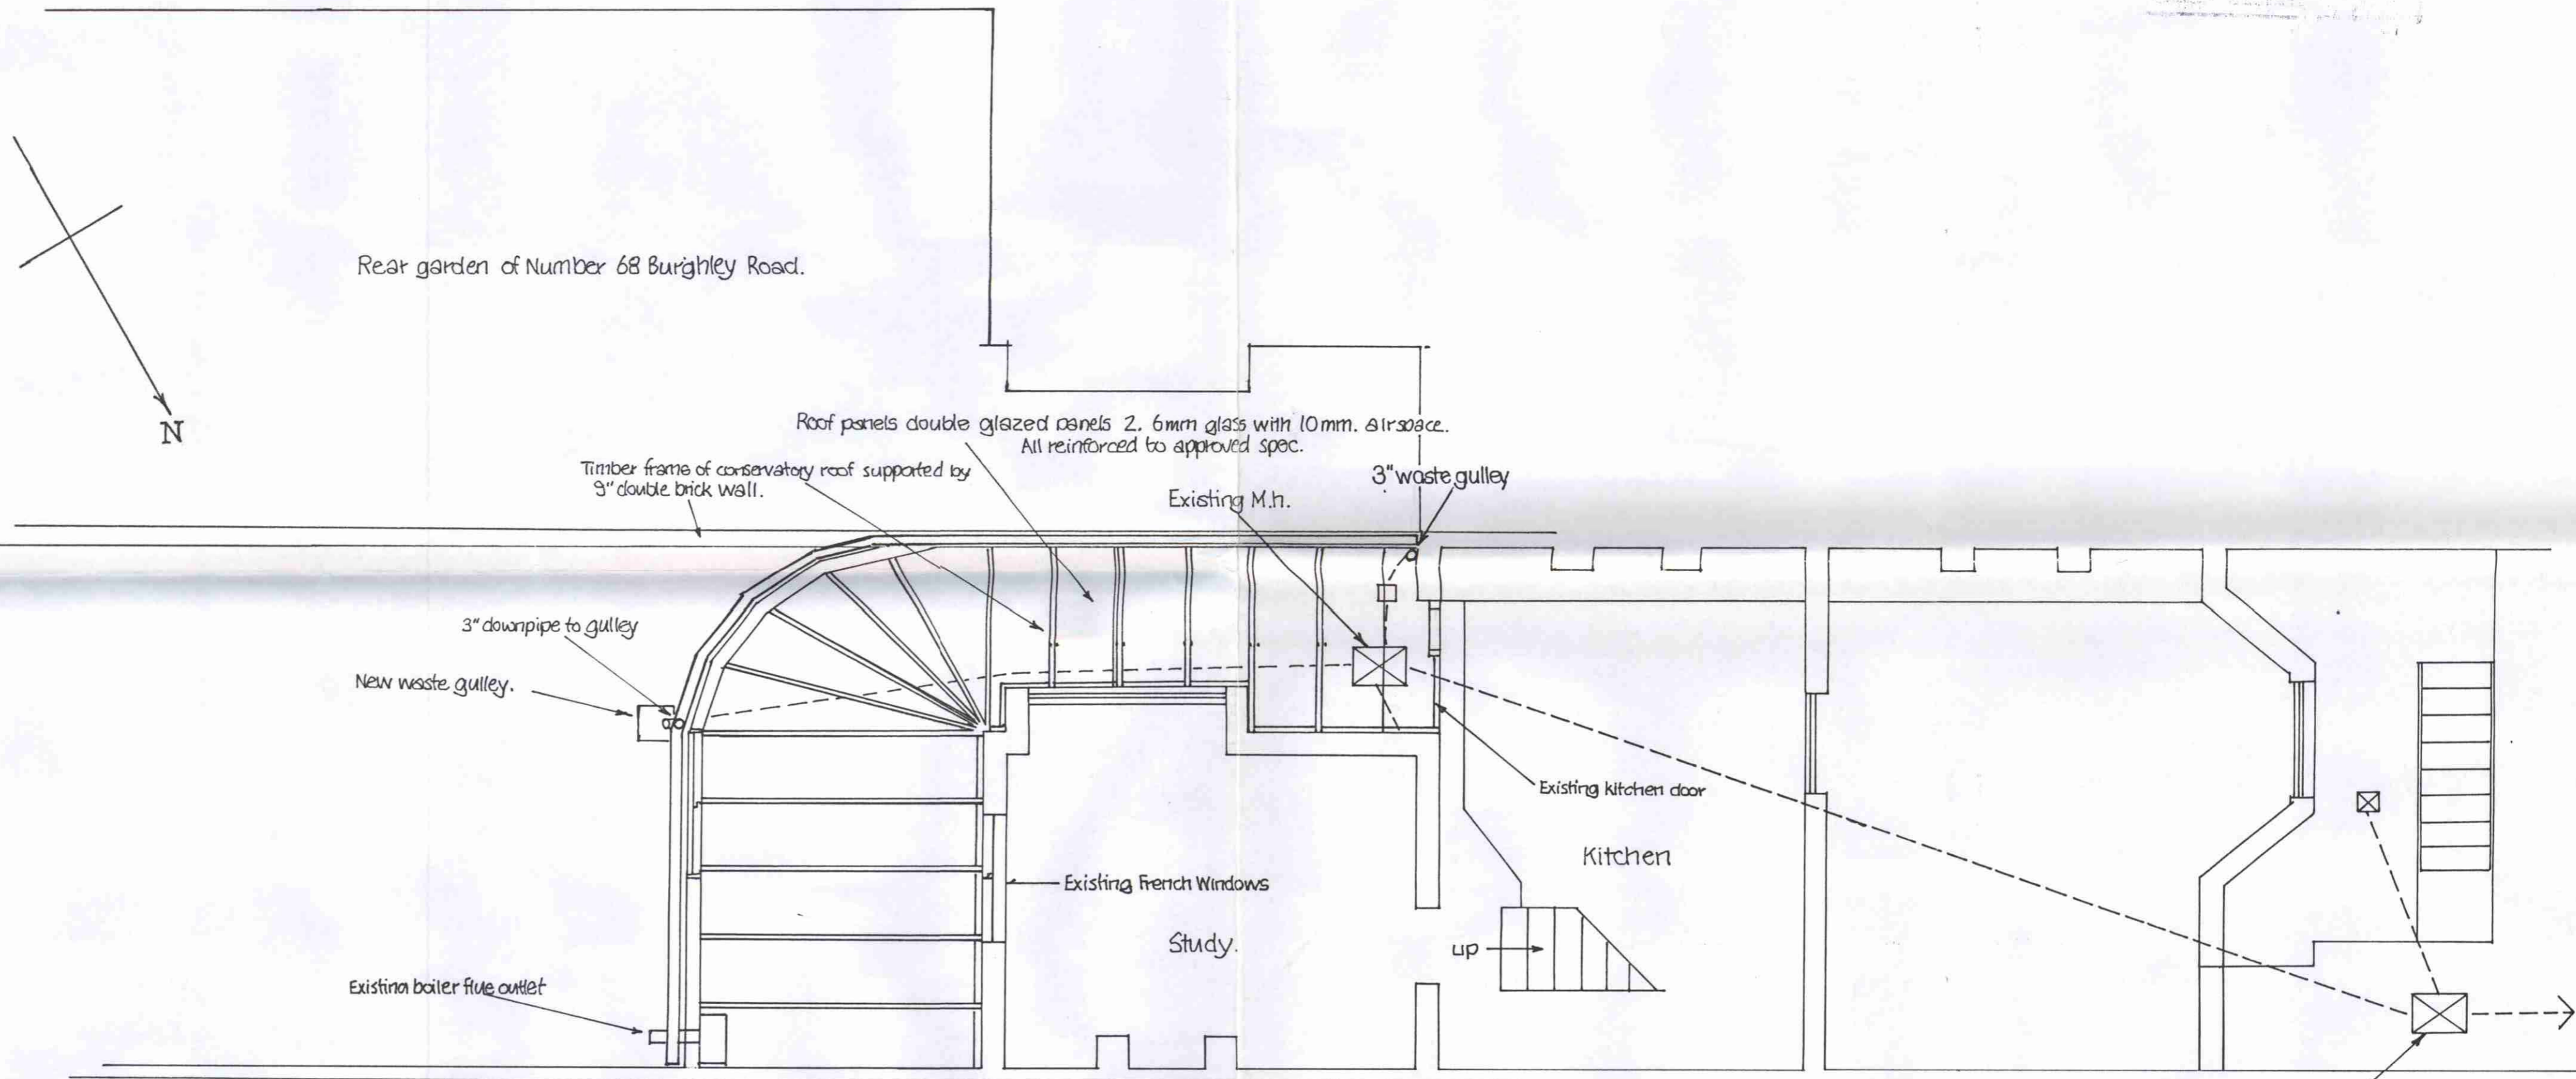 Rear garden of Number 68 Burghley Road.
N
Roof panels double glazed panels 2. 6mm glass with 10mm. airspace.
All reinforced to approved spec.
Timber frame of conservatory roof supported by
9" double brick wall.
3" waste gulley
Existing M.h.
3" downpipe to gulley
New waste gulley.
Existing kitchen door
Kitchen
Existing French Windows
Study.
up
Existing boiler flue outlet